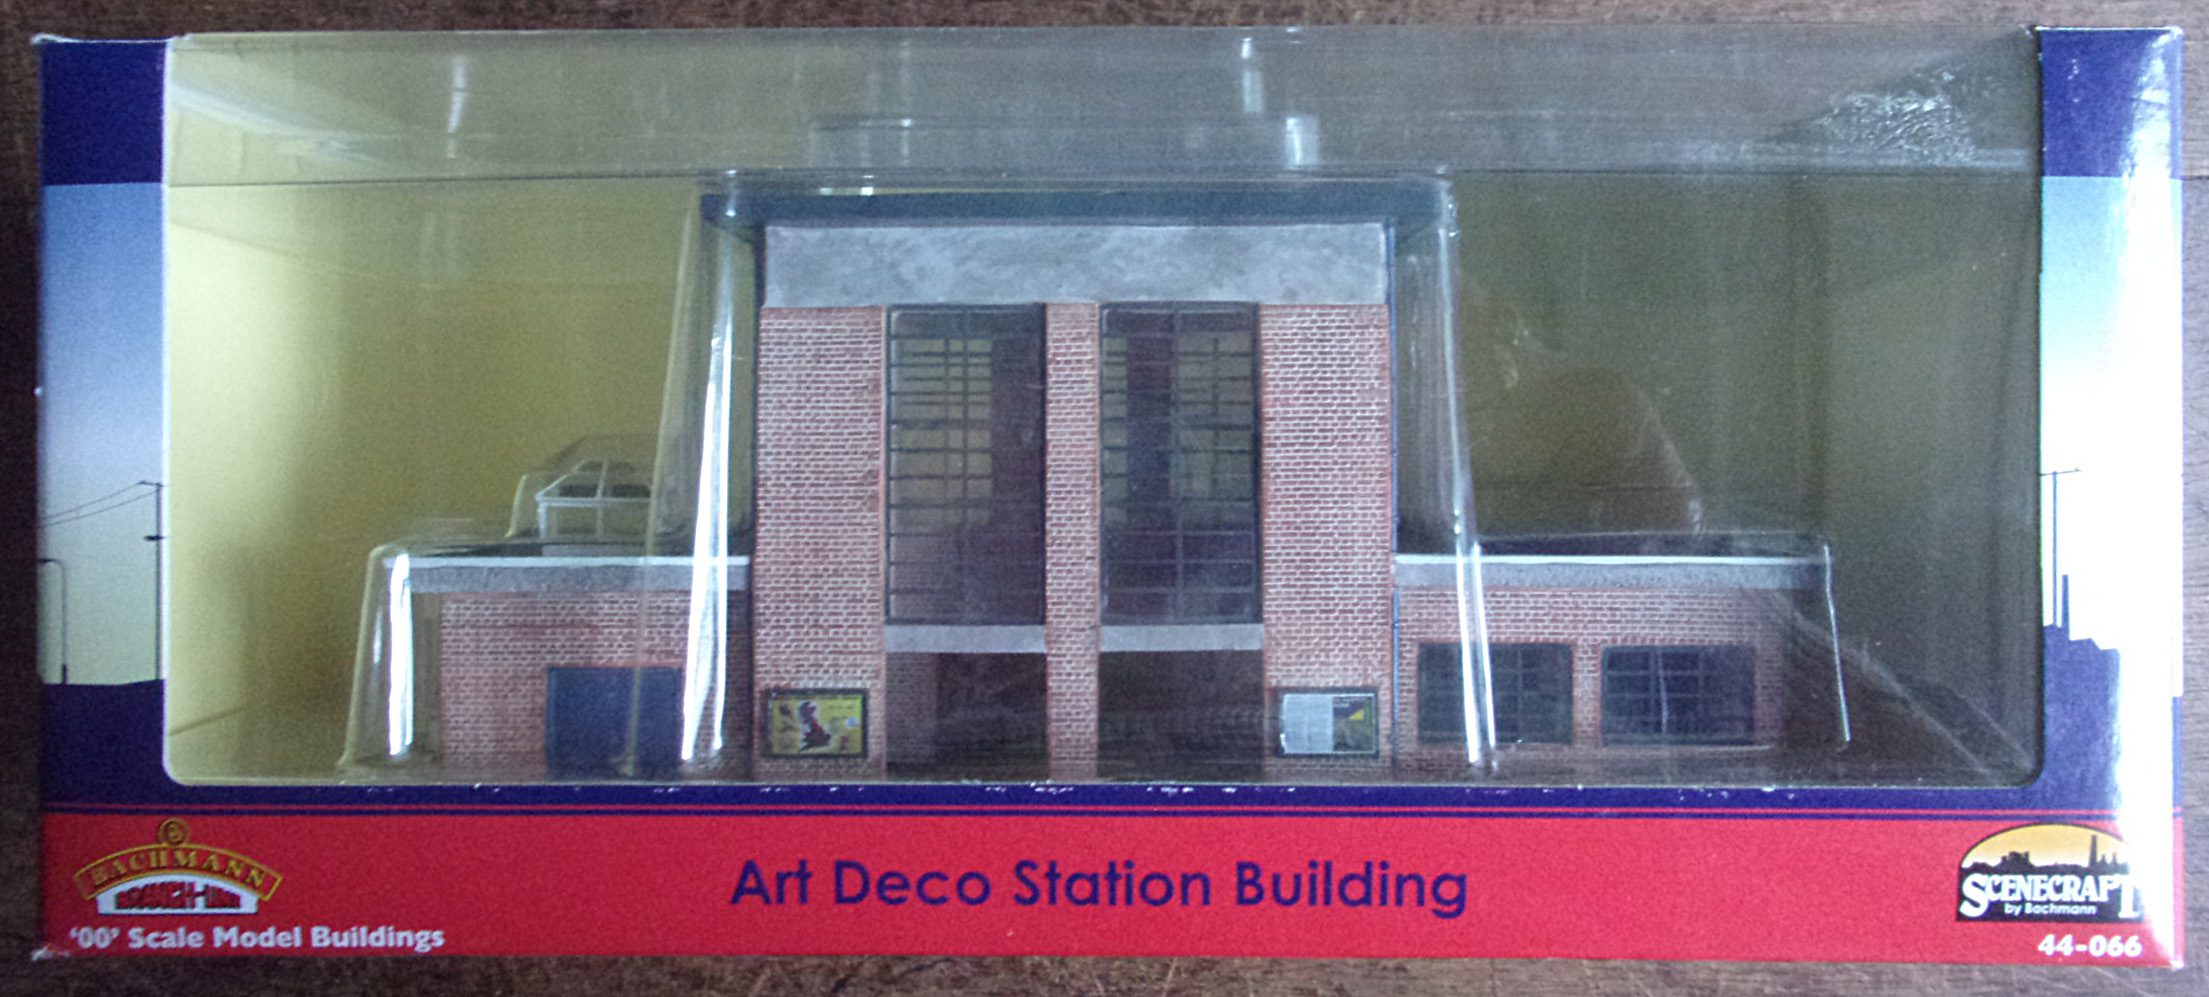 Art Deco Station Building
BACHMANN
BRANCH-LINE
'00' Scale Model Buildings
SCENECRAFT
by Bachmann
44-066